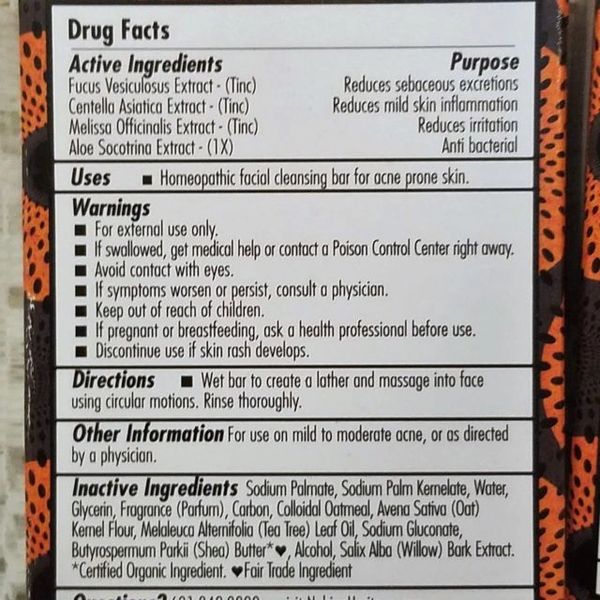 Drug Facts
Active Ingredients Purpose
Fucus Vesiculosus Extract - (Tinc) Reduces sebaceous excretions
Centella Asiatica Extract - (Tinc) Reduces mild skin inflammation
Melissa Officinalis Extract - (Tinc) Reduces irritation
Aloe Socotrina Extract - (1X) Anti bacterial
Uses ■ Homeopathic facial cleansing bar for acne prone skin.
Warnings
■ For external use only.
■ If swallowed, get medical help or contact a Poison Control Center right away.
■ Avoid contact with eyes.
■ If symptoms worsen or persist, consult a physician.
■ Keep out of reach of children.
■ If pregnant or breastfeeding, ask a health professional before use.
■ Discontinue use if skin rash develops.
Directions ■ Wet bar to create a lather and massage into face
using circular motions. Rinse thoroughly.
Other Information For use on mild to moderate acne, or as directed
by a physician.
Inactive Ingredients Sodium Palmate, Sodium Palm Kernelate, Water,
Glycerin, Fragrance (Parfum), Carbon, Colloidal Oatmeal, Avena Sativa (Oat)
Kernel Flour, Melaleuca Alternifolia (Tea Tree) Leaf Oil, Sodium Gluconate,
Butyrospermum Parkii (Shea) Butter*♥, Alcohol, Salix Alba (Willow) Bark Extract.
*Certified Organic Ingredient. ♥Fair Trade Ingredient
Questions?